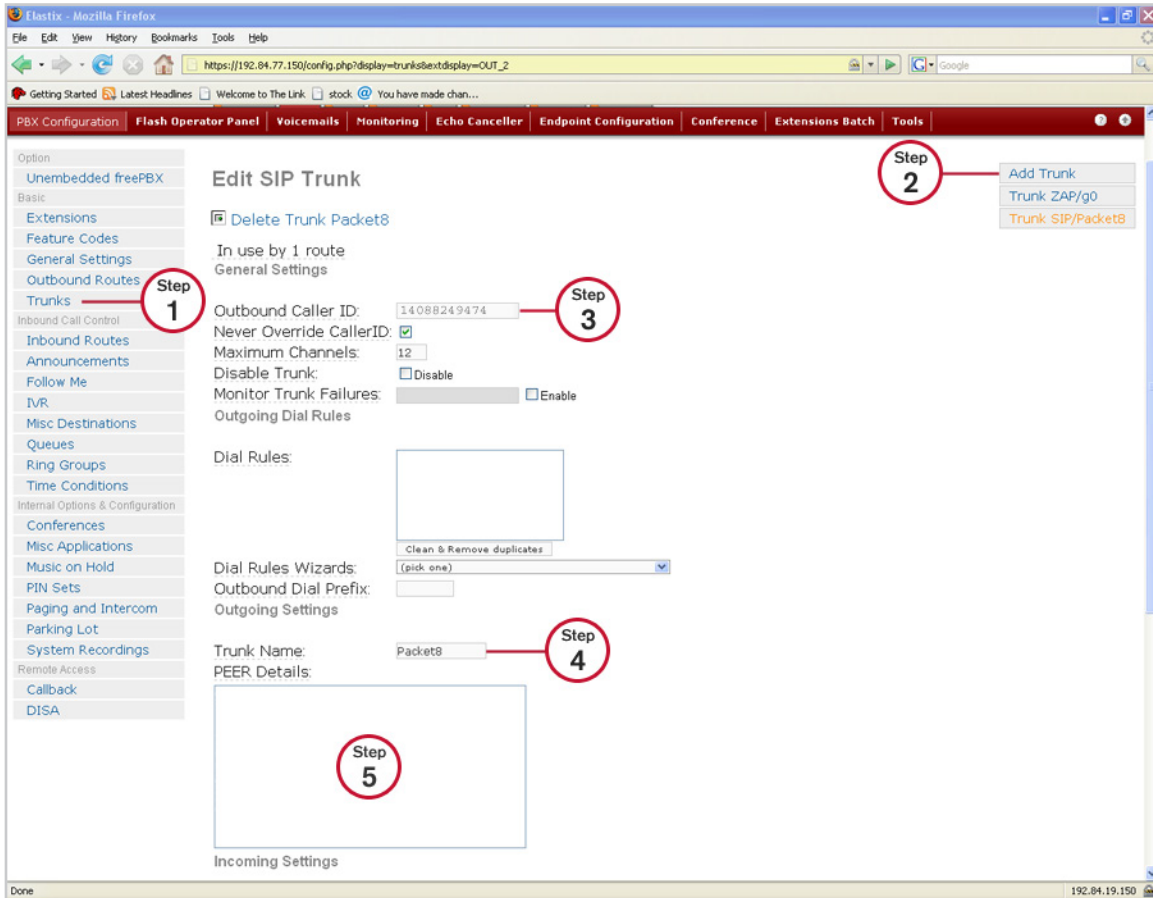 Elastix - Mozilla Firefox
File Edit View History Bookmarks Tools Help
https://192.84.77.150/config.php?display=trunks&extdisplay=OUT_2
Google
Getting Started Latest Headlines Welcome to The Link stock You have made chan...
PBX Configuration Flash Operator Panel Voicemails Monitoring Echo Canceller Endpoint Configuration Conference Extensions Batch Tools
Option
Unembedded freePBX
Basic
Extensions
Feature Codes
General Settings
Outbound Routes
Trunks
Step
1
Inbound Call Control
Inbound Routes
Announcements
Follow Me
IVR
Misc Destinations
Queues
Ring Groups
Time Conditions
Internal Options & Configuration
Conferences
Misc Applications
Music on Hold
PIN Sets
Paging and Intercom
Parking Lot
System Recordings
Remote Access
Callback
DISA
Edit SIP Trunk
Delete Trunk Packet8
In use by 1 route
General Settings
Outbound Caller ID: 14088249474
Step
3
Never Override CallerID:
Maximum Channels: 12
Disable Trunk: Disable
Monitor Trunk Failures: Enable
Outgoing Dial Rules
Dial Rules:
Clean & Remove duplicates
Dial Rules Wizards: (pick one)
Outbound Dial Prefix:
Outgoing Settings
Trunk Name: Packet8
Step
4
PEER Details:
Step
5
Incoming Settings
Step
2
Add Trunk
Trunk ZAP/g0
Trunk SIP/Packet8
Done
192.84.19.150